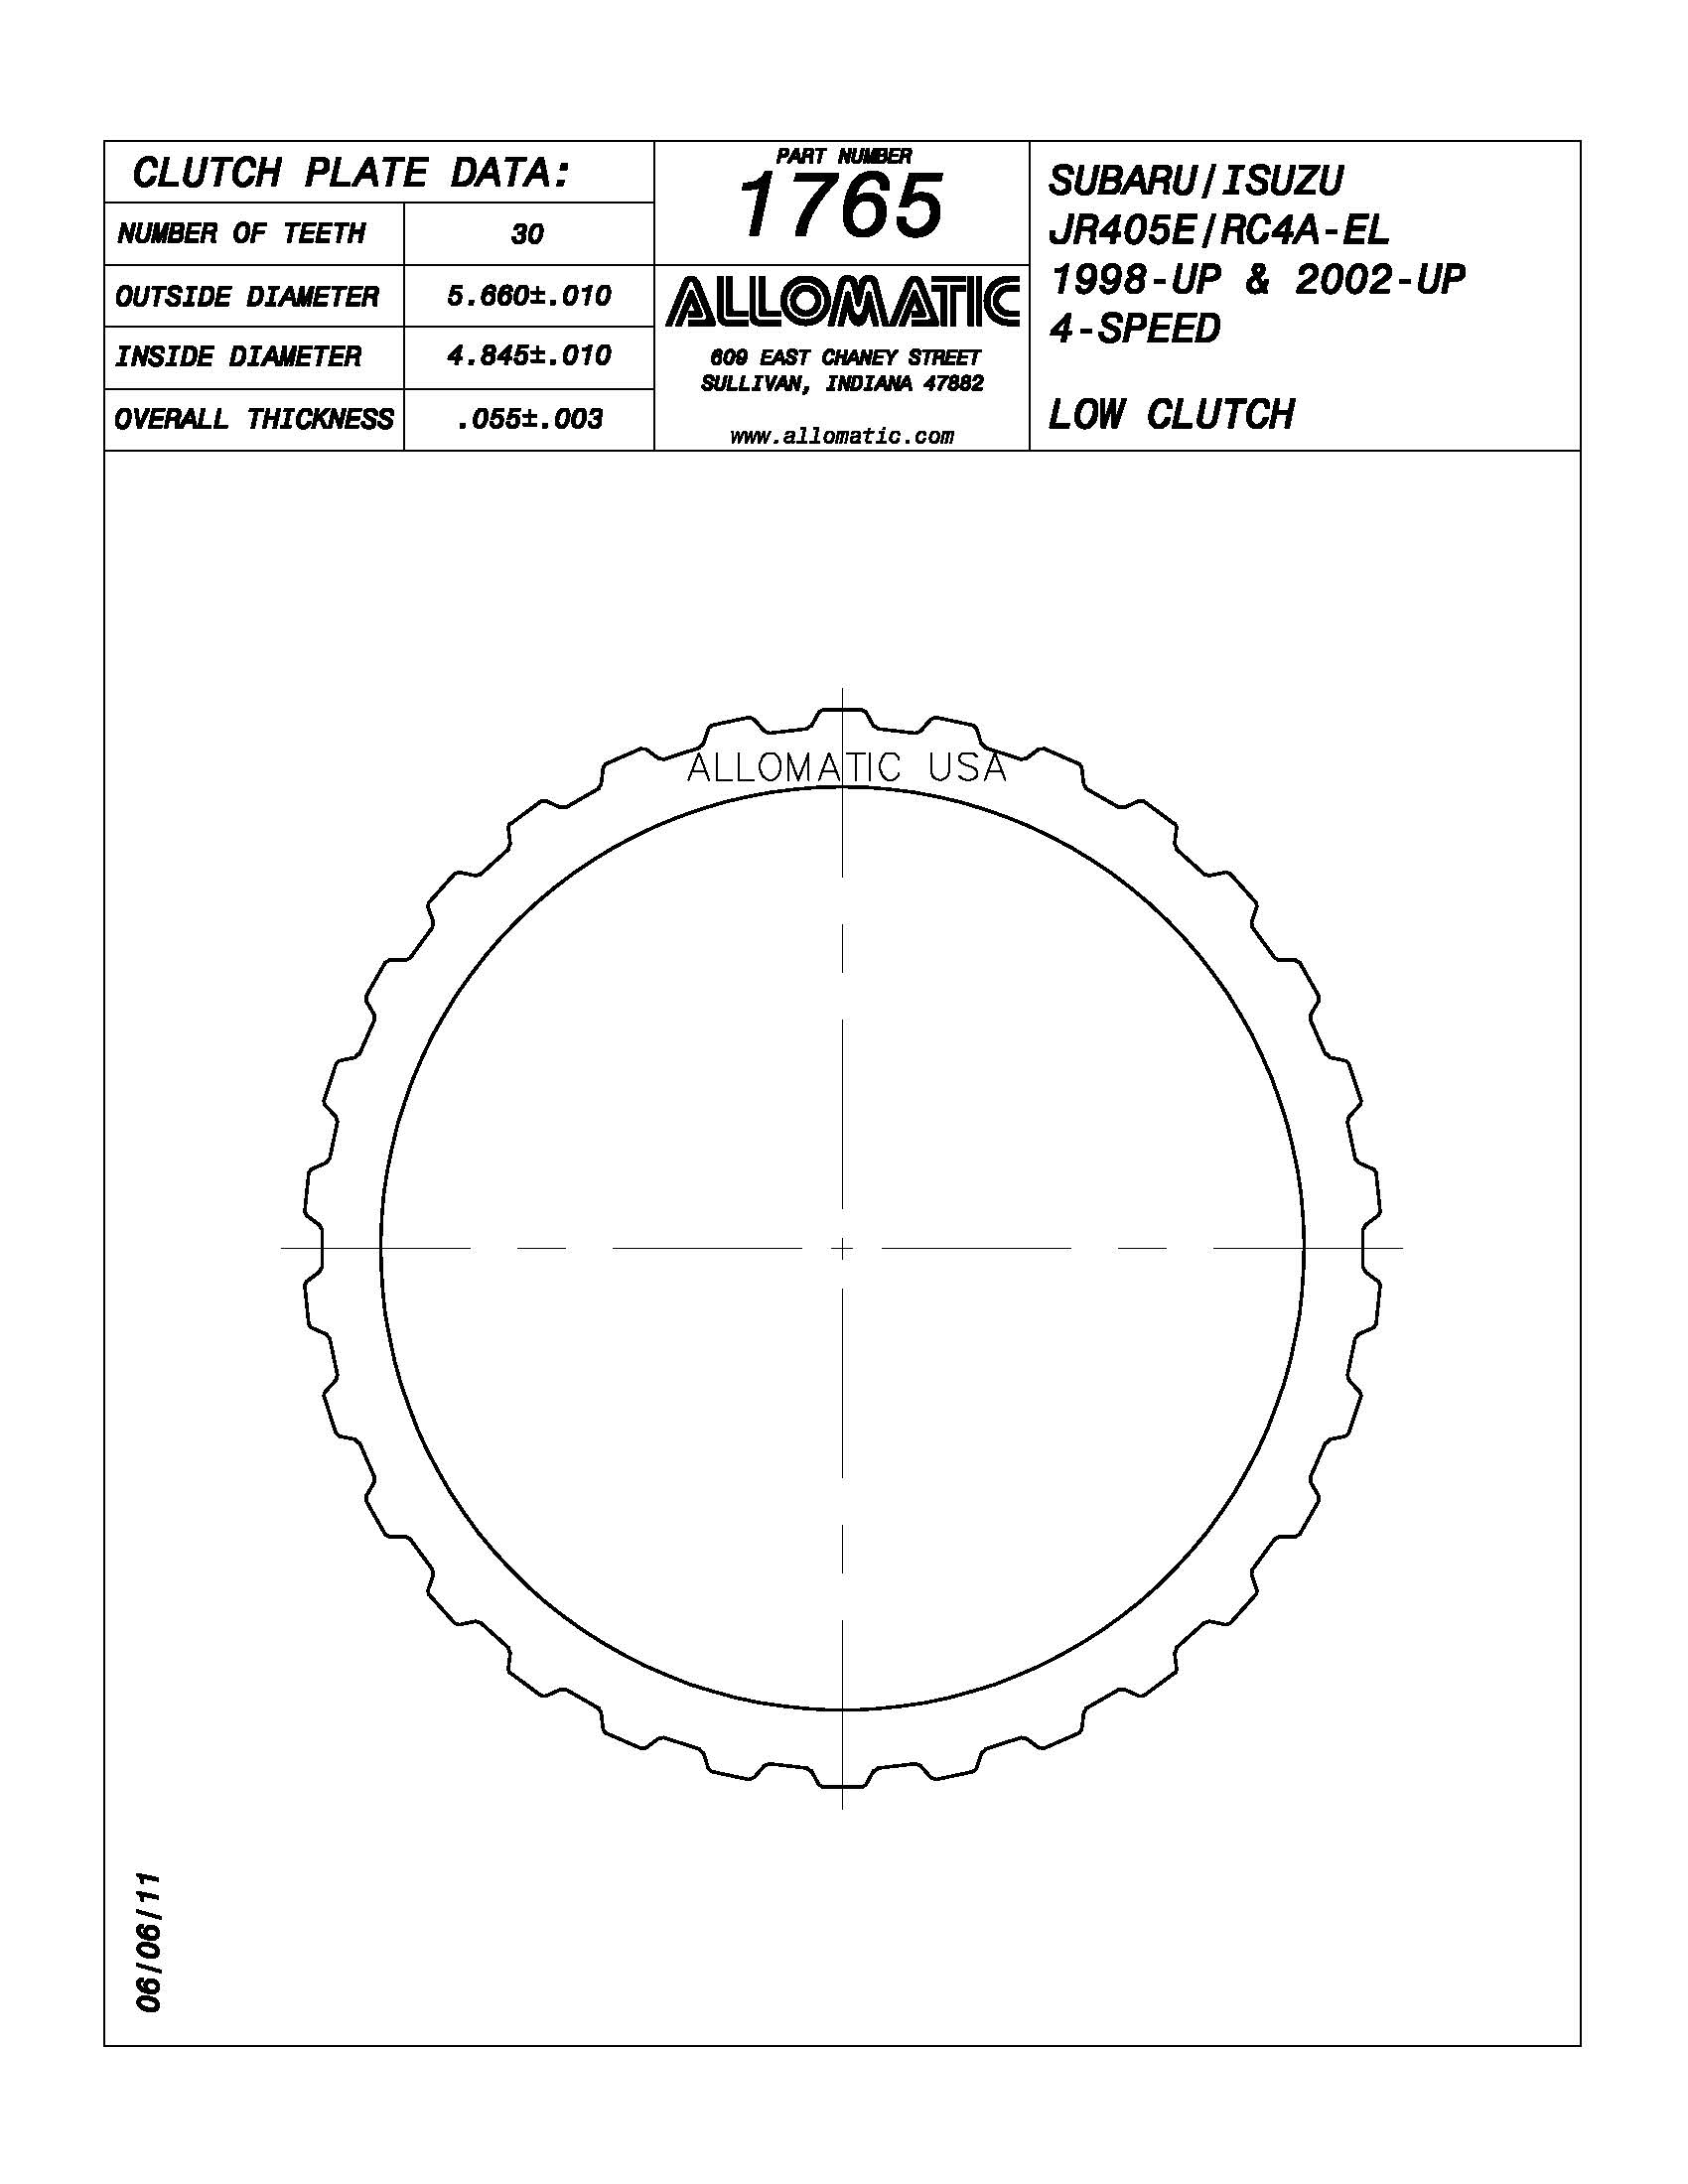 CLUTCH PLATE DATA:
NUMBER OF TEETH 30
OUTSIDE DIAMETER 5.660±.010
INSIDE DIAMETER 4.845±.010
OVERALL THICKNESS .055±.003
PART NUMBER
1765
ALLOMATIC
609 EAST CHANEY STREET
SULLIVAN, INDIANA 47882
www.allomatic.com
SUBARU/ISUZU
JR405E/RC4A-EL
1998-UP & 2002-UP
4-SPEED
LOW CLUTCH
ALLOMATIC USA
06/06/11